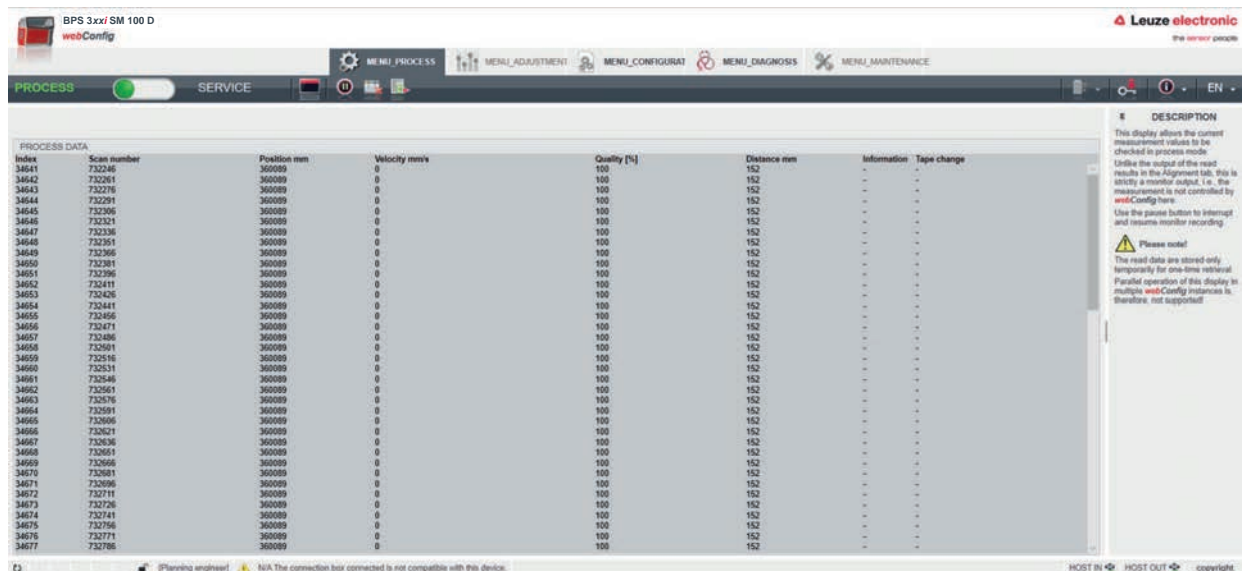 BPS 3xxi SM 100 D
webConfig
Leuze electronic
the sensor people
MENU_PROCESS MENU_ADJUSTMENT MENU_CONFIGURAT MENU_DIAGNOSIS MENU_MAINTENANCE
PROCESS SERVICE EN
DESCRIPTION
This display allows the current
measurement values to be
checked in process mode.
Unlike the output of the read
results in the Alignment tab, this is
strictly a monitor output, i.e., the
measurement is not controlled by
webConfig here.
Use the pause button to interrupt
and resume monitor recording.
Please note!
The read data are stored only
temporarily for one-time retrieval.
Parallel operation of this display in
multiple webConfig instances is,
therefore, not supported!
PROCESS DATA
Index Scan number Position mm Velocity mm/s Quality [%] Distance mm Information Tape change
34641 732246 360089 0 100 152 - -
34642 732261 360089 0 100 152 - -
34643 732276 360089 0 100 152 - -
34644 732291 360089 0 100 152 - -
34645 732306 360089 0 100 152 - -
34646 732321 360089 0 100 152 - -
34647 732336 360089 0 100 152 - -
34648 732351 360089 0 100 152 - -
34649 732366 360089 0 100 152 - -
34650 732381 360089 0 100 152 - -
34651 732396 360089 0 100 152 - -
34652 732411 360089 0 100 152 - -
34653 732426 360089 0 100 152 - -
34654 732441 360089 0 100 152 - -
34655 732456 360089 0 100 152 - -
34656 732471 360089 0 100 152 - -
34657 732486 360089 0 100 152 - -
34658 732501 360089 0 100 152 - -
34659 732516 360089 0 100 152 - -
34660 732531 360089 0 100 152 - -
34661 732546 360089 0 100 152 - -
34662 732561 360089 0 100 152 - -
34663 732576 360089 0 100 152 - -
34664 732591 360089 0 100 152 - -
34665 732606 360089 0 100 152 - -
34666 732621 360089 0 100 152 - -
34667 732636 360089 0 100 152 - -
34668 732651 360089 0 100 152 - -
34669 732666 360089 0 100 152 - -
34670 732681 360089 0 100 152 - -
34671 732696 360089 0 100 152 - -
34672 732711 360089 0 100 152 - -
34673 732726 360089 0 100 152 - -
34674 732741 360089 0 100 152 - -
34675 732756 360089 0 100 152 - -
34676 732771 360089 0 100 152 - -
34677 732786 360089 0 100 152 - -
[Planning engineer] N/A The connection box connected is not compatible with this device. HOST IN HOST OUT copyright